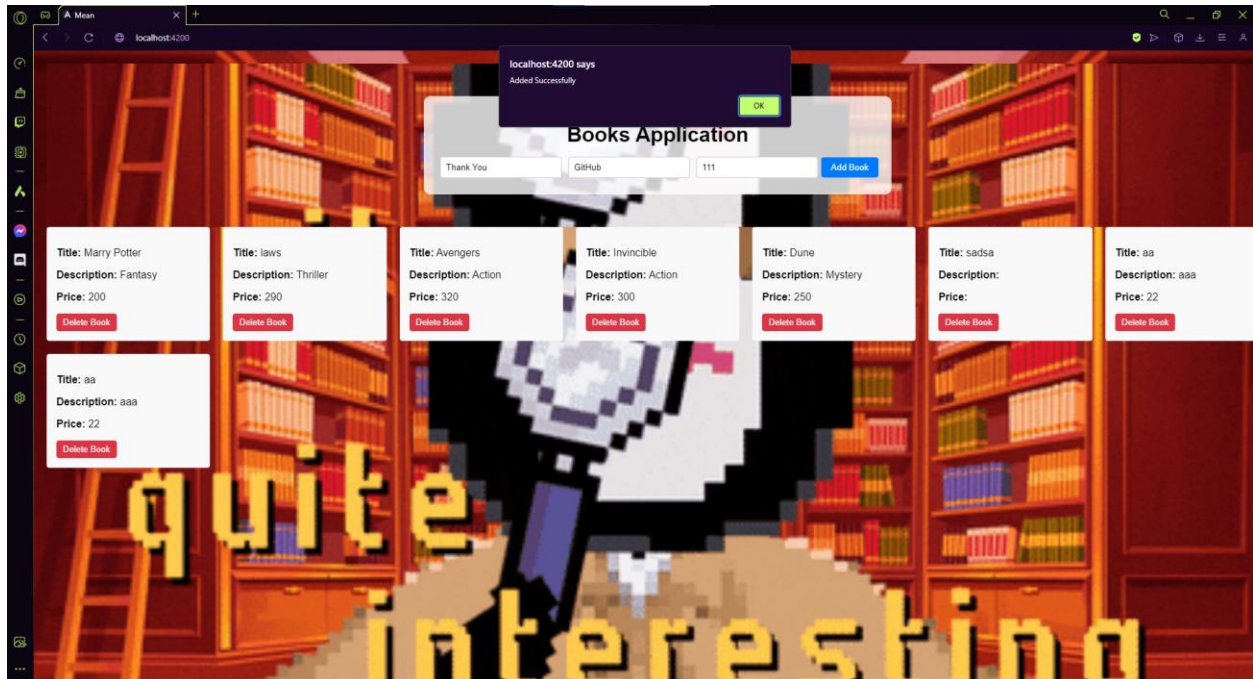 Mean
localhost:4200
localhost:4200 says
Added Successfully
OK
Books Application
Thank You
GitHub
111
Add Book
Title: Marry Potter
Description: Fantasy
Price: 200
Delete Book
Title: laws
Description: Thriller
Price: 290
Delete Book
Title: Avengers
Description: Action
Price: 320
Delete Book
Title: Invincible
Description: Action
Price: 300
Delete Book
Title: Dune
Description: Mystery
Price: 250
Delete Book
Title: sadsa
Description:
Price:
Delete Book
Title: aa
Description: aaa
Price: 22
Delete Book
Title: aa
Description: aaa
Price: 22
Delete Book
quite
interesting